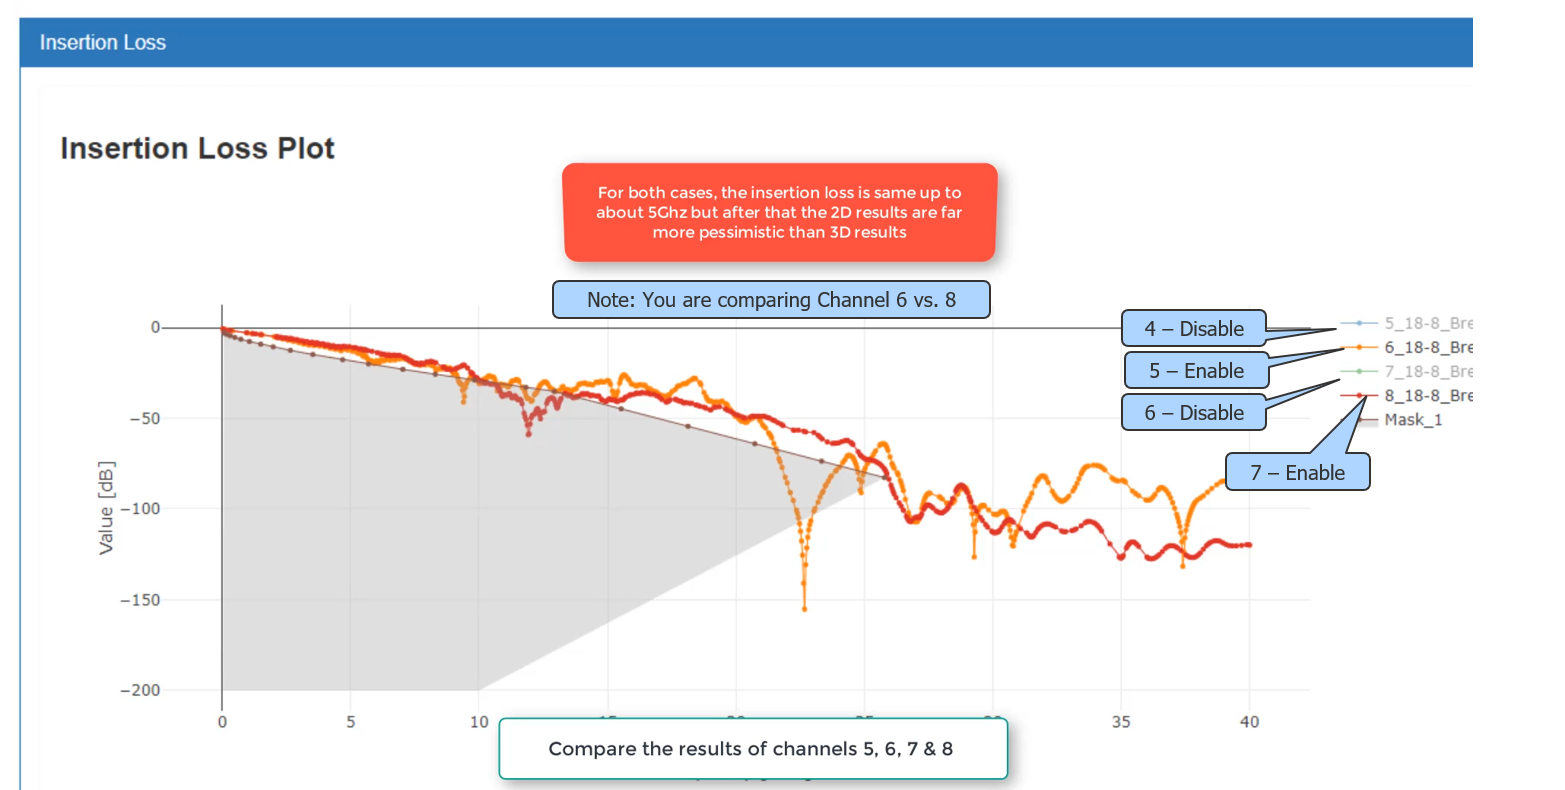 Insertion Loss
Insertion Loss Plot
For both cases, the insertion loss is same up to
about 5Ghz but after that the 2D results are far
more pessimistic than 3D results
Note: You are comparing Channel 6 vs. 8
4 – Disable
5 – Enable
6 – Disable
7 – Enable
5_18-8_Bre
6_18-8_Bre
7_18-8_Bre
8_18-8_Bre
Mask_1
Value [dB]
0
−50
−100
−150
−200
0
5
10
35
40
Compare the results of channels 5, 6, 7 & 8